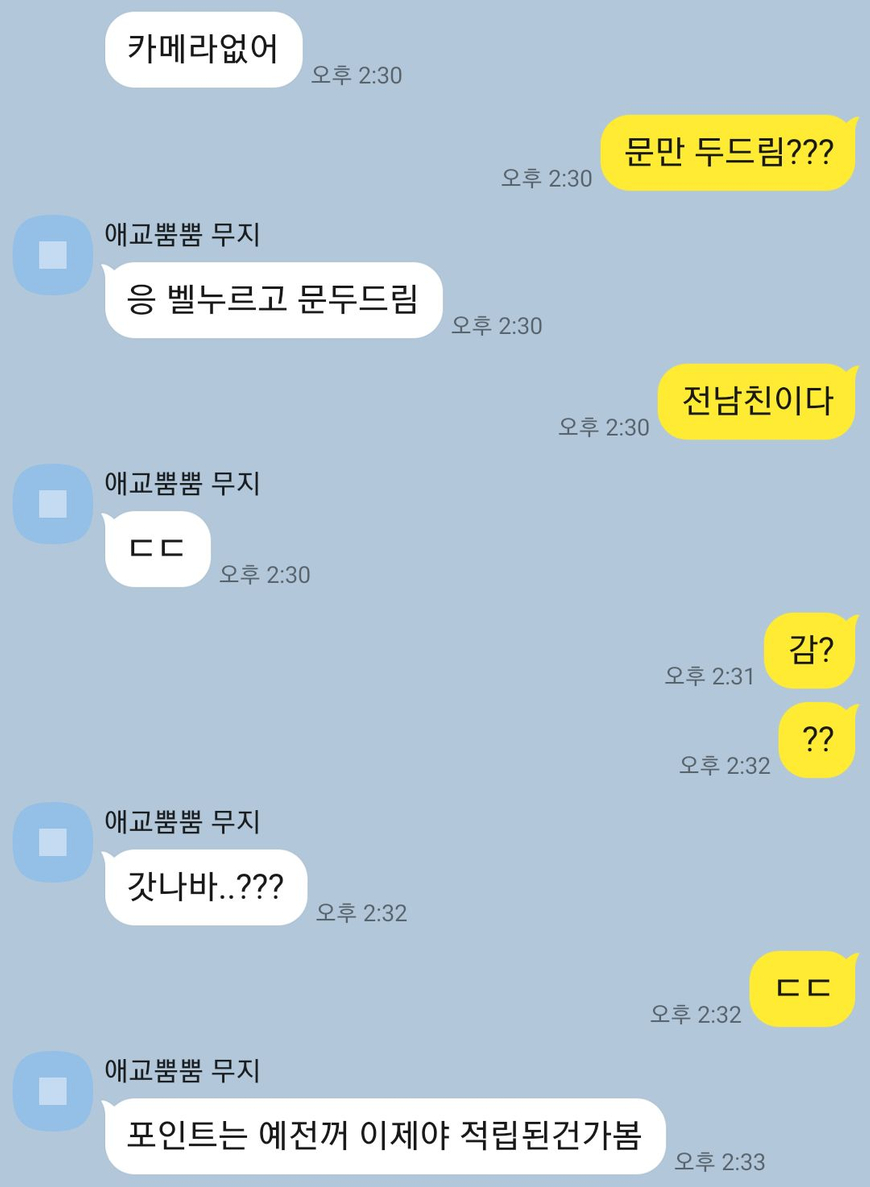 카메라없어
오후 2:30
문만 두드림???
오후 2:30
애교뿜뿜 무지
응 벨누르고 문두드림
오후 2:30
전남친이다
오후 2:30
애교뿜뿜 무지
ㄷㄷ
오후 2:30
감?
오후 2:31
??
오후 2:32
애교뿜뿜 무지
갓나바..???
오후 2:32
ㄷㄷ
오후 2:32
애교뿜뿜 무지
포인트는 예전꺼 이제야 적립된건가봄
오후 2:33